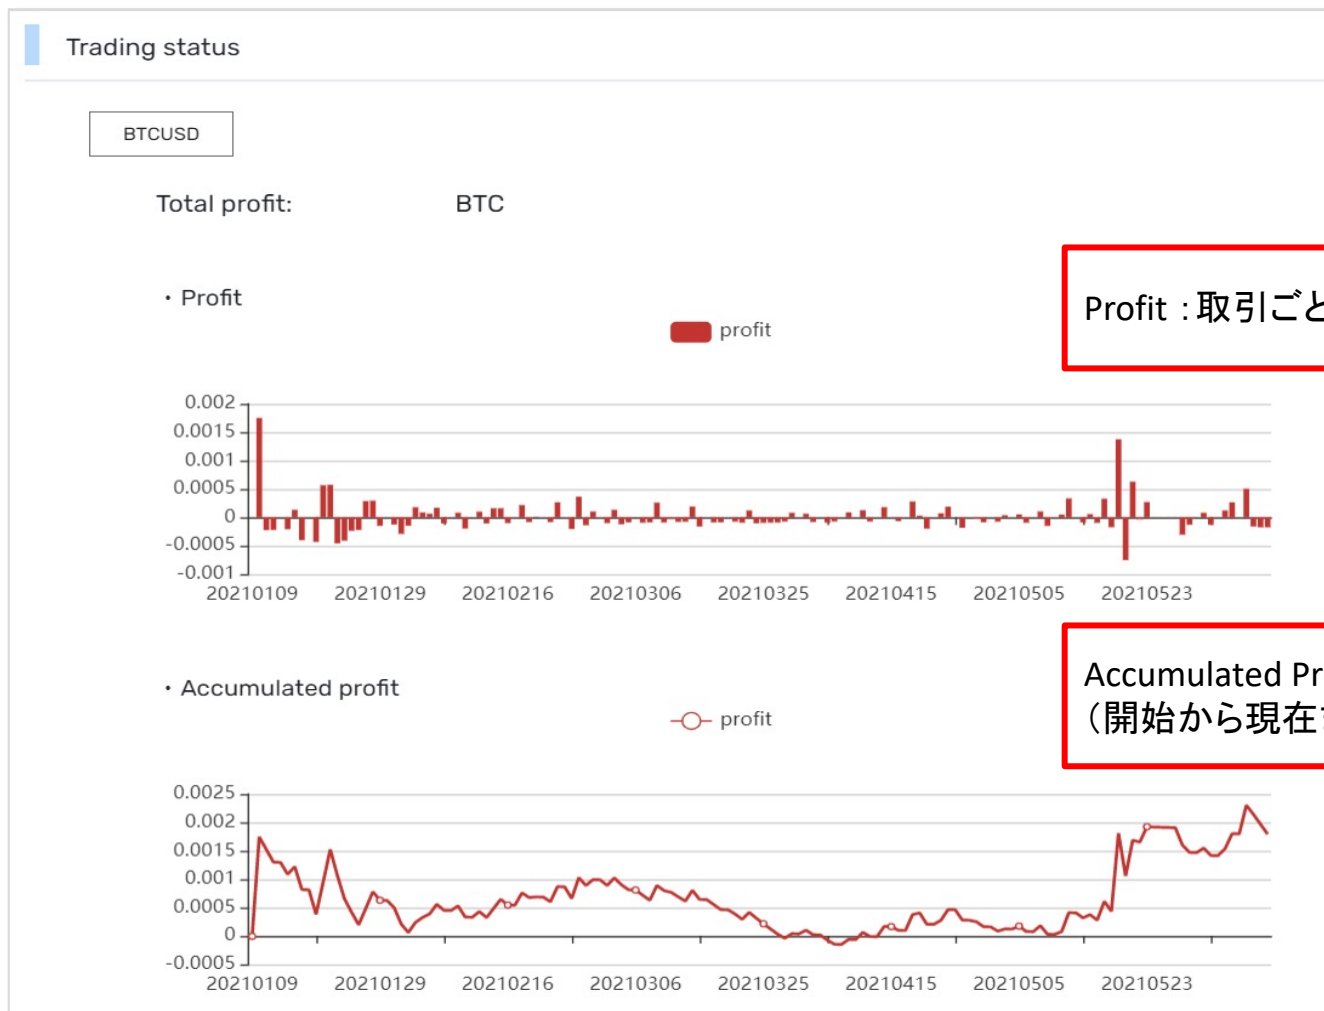 Trading status
BTCUSD
Total profit: BTC
・Profit
profit
Profit：取引ごと
0.002
0.0015
0.001
0.0005
0
-0.0005
-0.001
20210109 20210129 20210216 20210306 20210325 20210415 20210505 20210523
Accumulated Pr
（開始から現在
・Accumulated profit
profit
0.0025
0.002
0.0015
0.001
0.0005
0
-0.0005
20210109 20210129 20210216 20210306 20210325 20210415 20210505 20210523